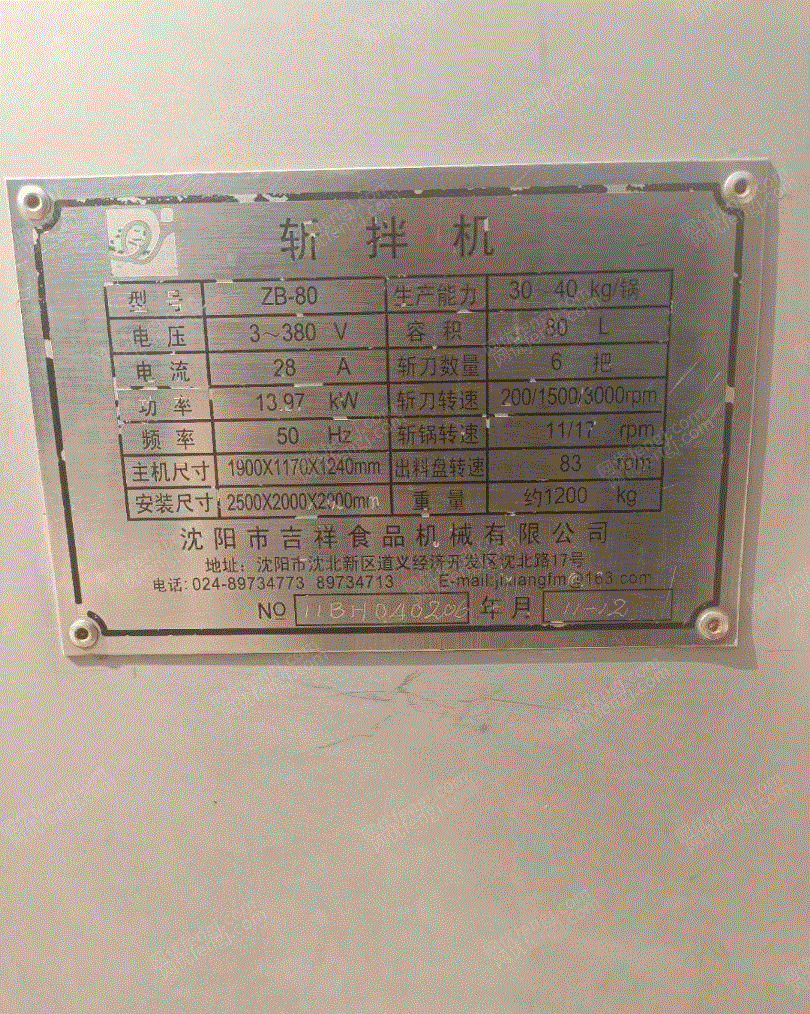 斩拌机
型号 ZB-80 生产能力 30~40 kg/锅
电压 3~380 V 容积 80 L
电流 28 A 斩刀数量 6 把
功率 13.97 kW 斩刀转速 200/1500/3000rpm
频率 50 Hz 斩锅转速 11/17 rpm
主机尺寸 1900X1170X1240mm 出料盘转速 83 rpm
安装尺寸 2500X2000X2900mm 重量 约1200 kg
沈阳市吉祥食品机械有限公司
地址：沈阳市沈北新区道义经济开发区沈北路17号
电话: 024-89734773 89734713 E-mail:jixiangfm@163.com
NO 11BH040206 年月 11-12